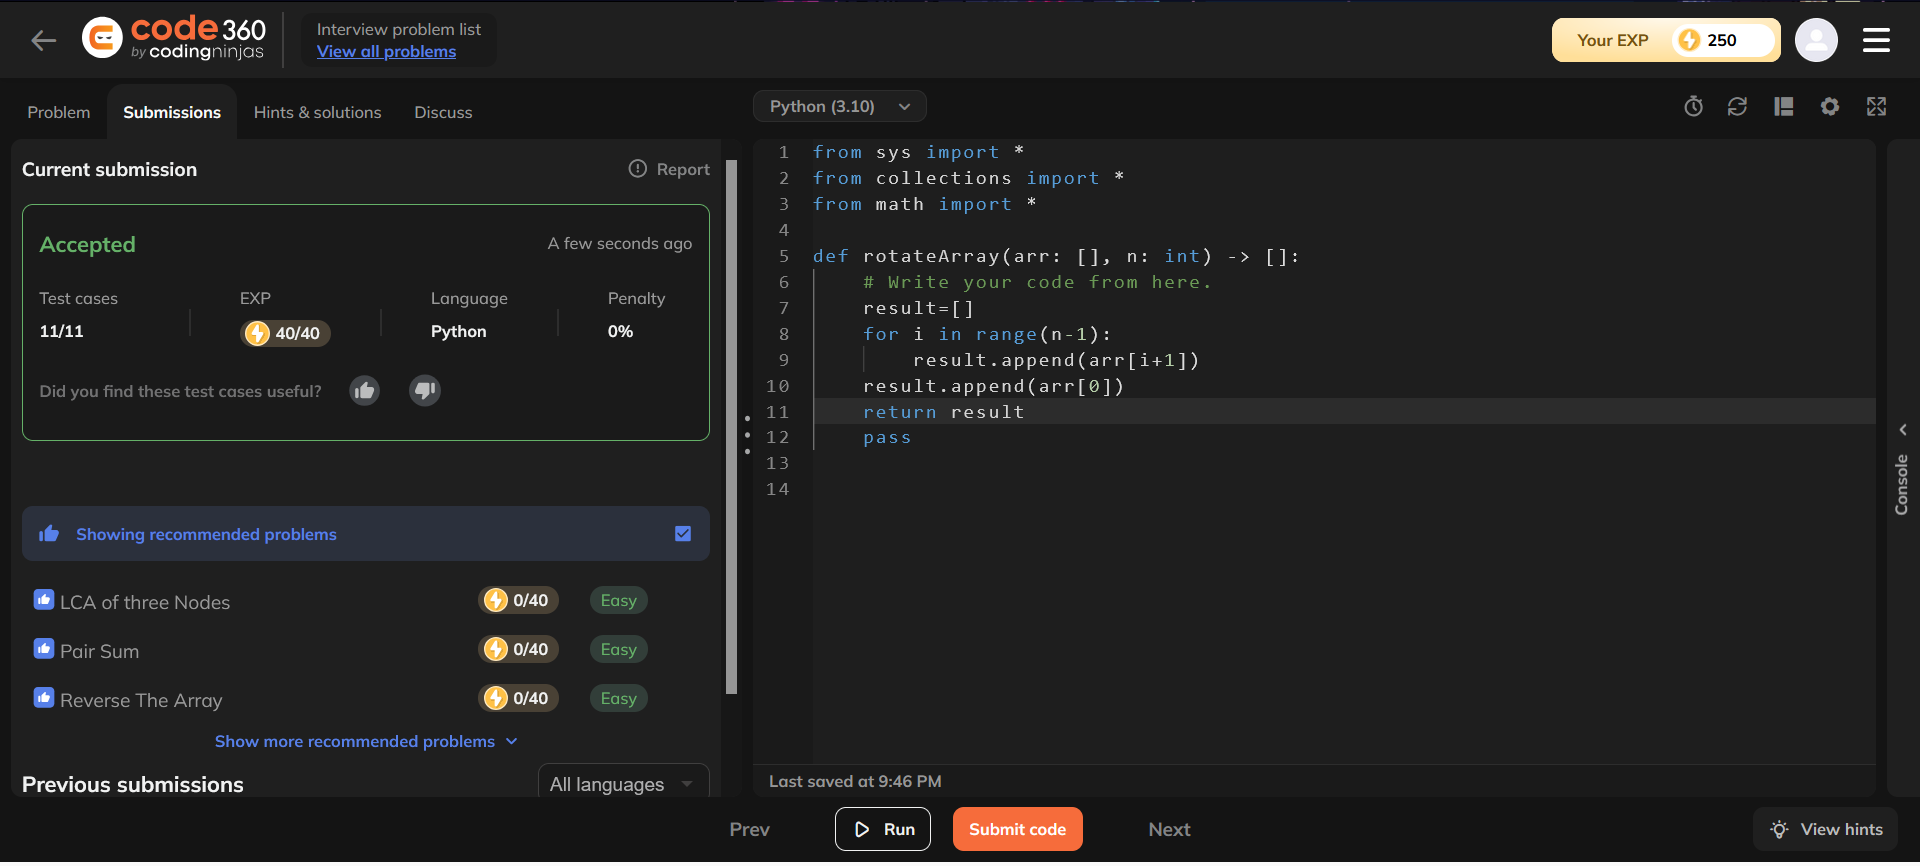 code 360
by codingninjas
Interview problem list
View all problems
Your EXP 250
Problem Submissions Hints & solutions Discuss
Current submission
Report
Accepted
A few seconds ago
Test cases EXP Language Penalty
11/11 40/40 Python 0%
Did you find these test cases useful?
Showing recommended problems
LCA of three Nodes 0/40 Easy
Pair Sum 0/40 Easy
Reverse The Array 0/40 Easy
Show more recommended problems
Previous submissions
All languages
Python (3.10)
1 from sys import *
2 from collections import *
3 from math import *
4
5 def rotateArray(arr: [], n: int) -> []:
6     # Write your code from here.
7     result=[]
8     for i in range(n-1):
9         result.append(arr[i+1])
10     result.append(arr[0])
11     return result
12     pass
13
14
Last saved at 9:46 PM
Console
Prev Run Submit code Next View hints